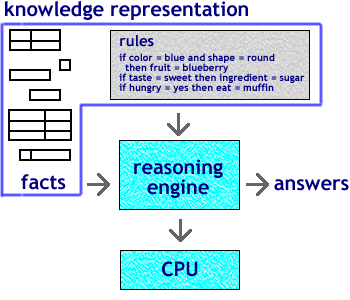 knowledge representation
rules
if color = blue and shape = round
then fruit = blueberry
if taste = sweet then ingredient = sugar
if hungry = yes then eat = muffin
facts
reasoning
engine
answers
CPU